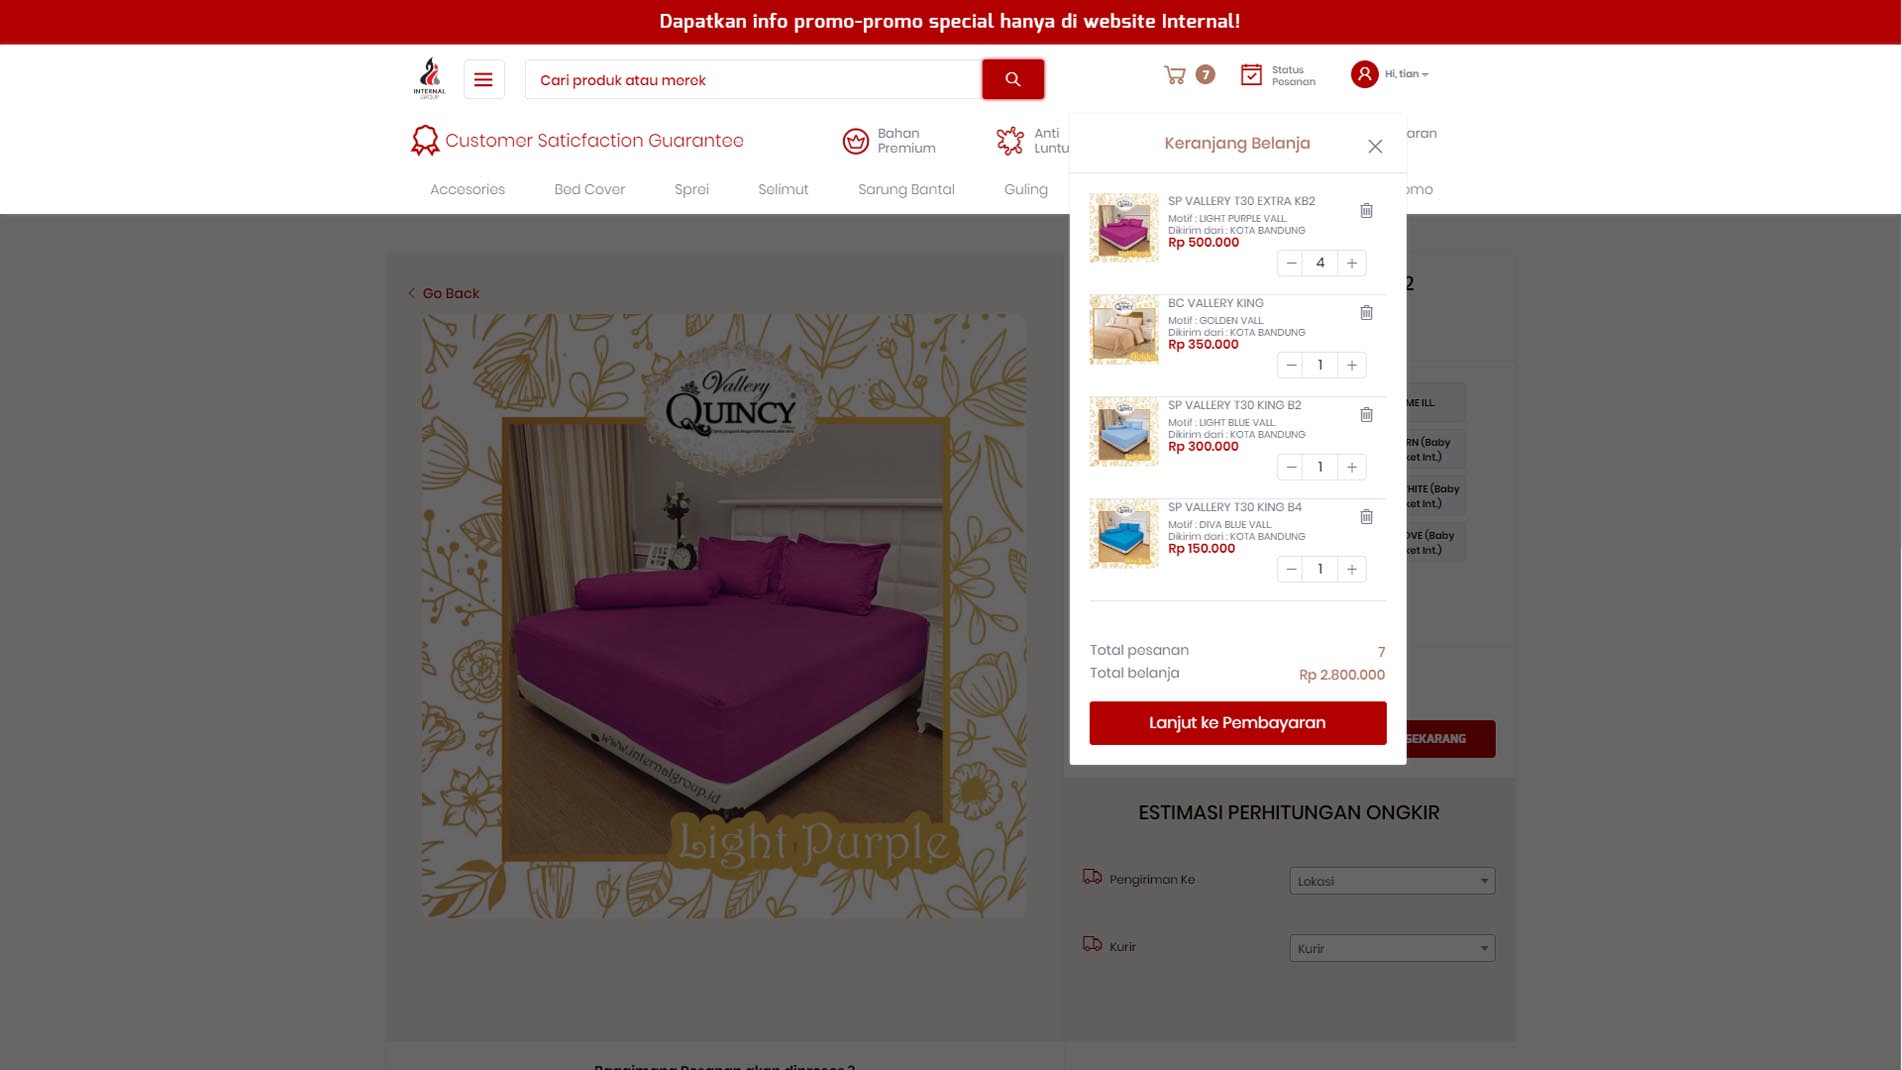 Dapatkan info promo-promo special hanya di website Internal!
INTERNAL
GROUP
Cari produk atau merek
7
Status
Pesanan
Hi, tian
Customer Saticfaction Guarantee
Bahan
Premium
Anti
Luntu
aran
Accesories
Bed Cover
Sprei
Selimut
Sarung Bantal
Guling
omo
Go Back
Vallery
QUINCY
www.internalgroup.id
Light Purple
Keranjang Belanja
SP VALLERY T30 EXTRA KB2
Motif : LIGHT PURPLE VALL.
Dikirim dari : KOTA BANDUNG
Rp 500.000
4
BC VALLERY KING
Motif : GOLDEN VALL.
Dikirim dari : KOTA BANDUNG
Rp 350.000
1
SP VALLERY T30 KING B2
Motif : LIGHT BLUE VALL.
Dikirim dari : KOTA BANDUNG
Rp 300.000
1
SP VALLERY T30 KING B4
Motif : DIVA BLUE VALL.
Dikirim dari : KOTA BANDUNG
Rp 150.000
1
Total pesanan 7
Total belanja Rp 2.800.000
Lanjut ke Pembayaran
2
ME ILL.
RN (Baby
ket Int.)
HITE (Baby
ket Int.)
OVE (Baby
ket Int.)
SEKARANG
ESTIMASI PERHITUNGAN ONGKIR
Pengiriman Ke
Lokasi
Kurir
Kurir
Bagaimana Pesanan akan diproses ?